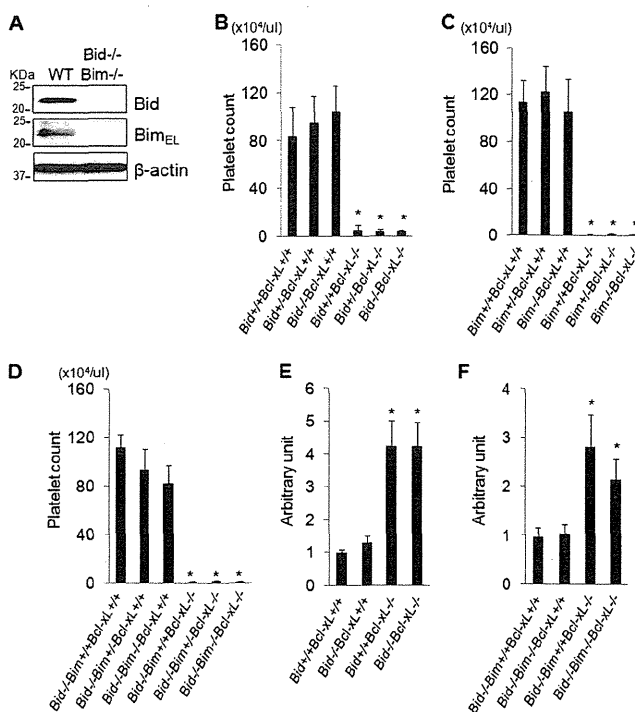 A
Bid-/-
KDa WT Bim-/-
25-
20-
Bid
25-
20-
BimEL
37-
β-actin
B
(x10⁴/ul)
Platelet count
160
120
80
40
0
* * *
Bid+/+Bcl-xL+/+
Bid+/-Bcl-xL+/+
Bid-/-Bcl-xL+/+
Bid+/+Bcl-xL-/-
Bid+/-Bcl-xL-/-
Bid-/-Bcl-xL-/-
C
(x10⁴/ul)
Platelet count
160
120
80
40
0
* * *
Bim+/+Bcl-xL+/+
Bim+/-Bcl-xL+/+
Bim-/-Bcl-xL+/+
Bim+/+Bcl-xL-/-
Bim+/-Bcl-xL-/-
Bim-/-Bcl-xL-/-
D
(x10⁴/ul)
Platelet count
160
120
80
40
0
* * *
Bid-/-Bim+/+Bcl-xL+/+
Bid-/-Bim+/-Bcl-xL+/+
Bid-/-Bim-/-Bcl-xL+/+
Bid-/-Bim+/+Bcl-xL-/-
Bid-/-Bim+/-Bcl-xL-/-
Bid-/-Bim-/-Bcl-xL-/-
E
Arbitrary unit
6
5
4
3
2
1
0
* *
Bid+/+Bcl-xL+/+
Bid-/-Bcl-xL+/+
Bid+/+Bcl-xL-/-
Bid-/-Bcl-xL-/-
F
Arbitrary unit
4
3
2
1
0
* *
Bid-/-Bim+/+Bcl-xL+/+
Bid-/-Bim-/-Bcl-xL+/+
Bid-/-Bim+/+Bcl-xL-/-
Bid-/-Bim-/-Bcl-xL-/-